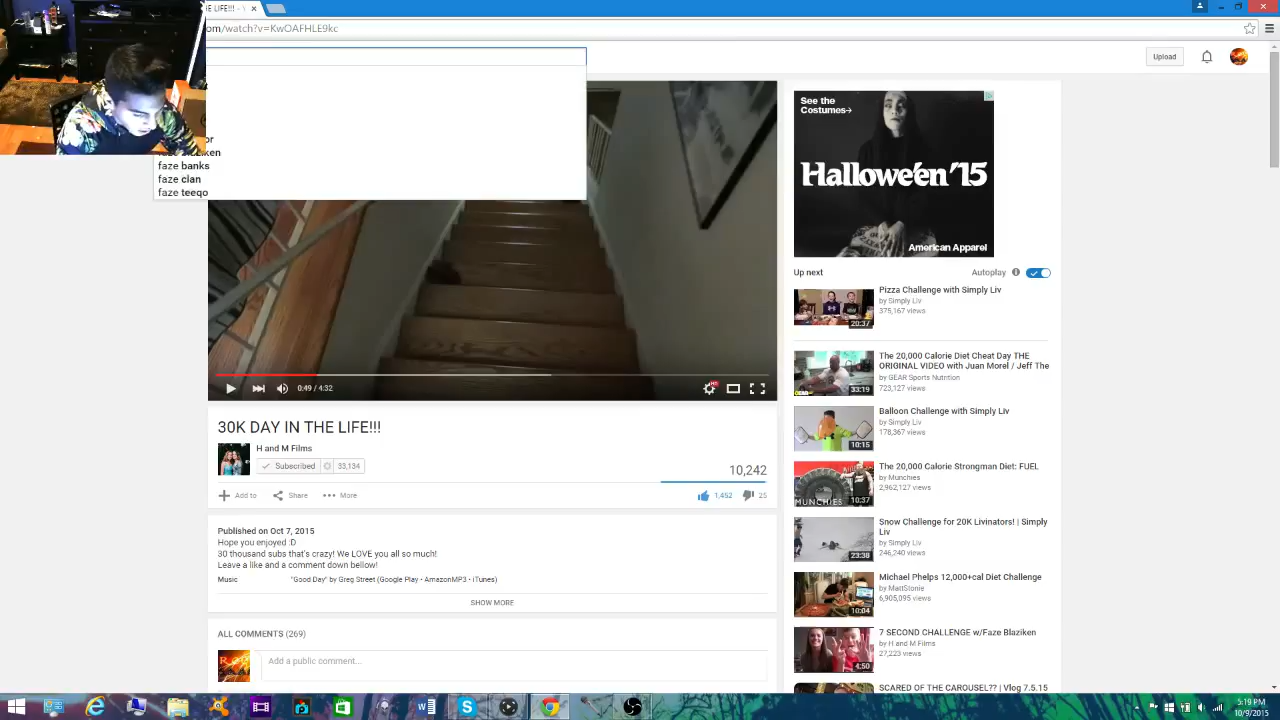 E LIFE!!! - Y
om/watch?v=KwOAFHLE9kc
Upload
or
faze banks
faze clan
faze teeqo
See the
Costumes→
Halloween'15
American Apparel
0:49 / 4:32
Up next
Autoplay
Pizza Challenge with Simply Liv
by Simply Liv
375,167 views
20:37
The 20,000 Calorie Diet Cheat Day THE
ORIGINAL VIDEO with Juan Morel / Jeff The
by GEAR Sports Nutrition
723,127 views
33:19
Balloon Challenge with Simply Liv
by Simply Liv
178,367 views
10:15
The 20,000 Calorie Strongman Diet: FUEL
by Munchies
2,962,127 views
MUNCHIES
10:37
Snow Challenge for 20K Livinators! | Simply
Liv
by Simply Liv
246,240 views
23:38
Michael Phelps 12,000+cal Diet Challenge
by MattStonie
6,905,095 views
10:04
7 SECOND CHALLENGE w/Faze Blaziken
by H and M Films
27,223 views
4:50
SCARED OF THE CAROUSEL?? | Vlog 7.5.15
30K DAY IN THE LIFE!!!
H and M Films
Subscribed 33,134
10,242
Add to Share More
1,452 25
Published on Oct 7, 2015
Hope you enjoyed :D
30 thousand subs that's crazy! We LOVE you all so much!
Leave a like and a comment down bellow!
Music "Good Day" by Greg Street (Google Play • AmazonMP3 • iTunes)
SHOW MORE
ALL COMMENTS (269)
Add a public comment...
5:19 PM
10/9/2015